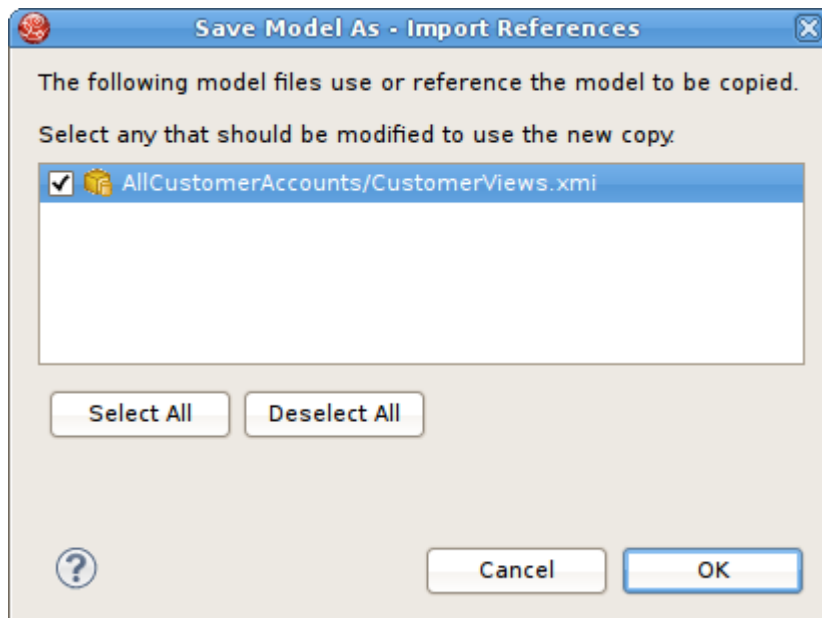 Save Model As - Import References
The following model files use or reference the model to be copied.
Select any that should be modified to use the new copy.
AllCustomerAccounts/CustomerViews.xmi
Select All
Deselect All
?
Cancel
OK